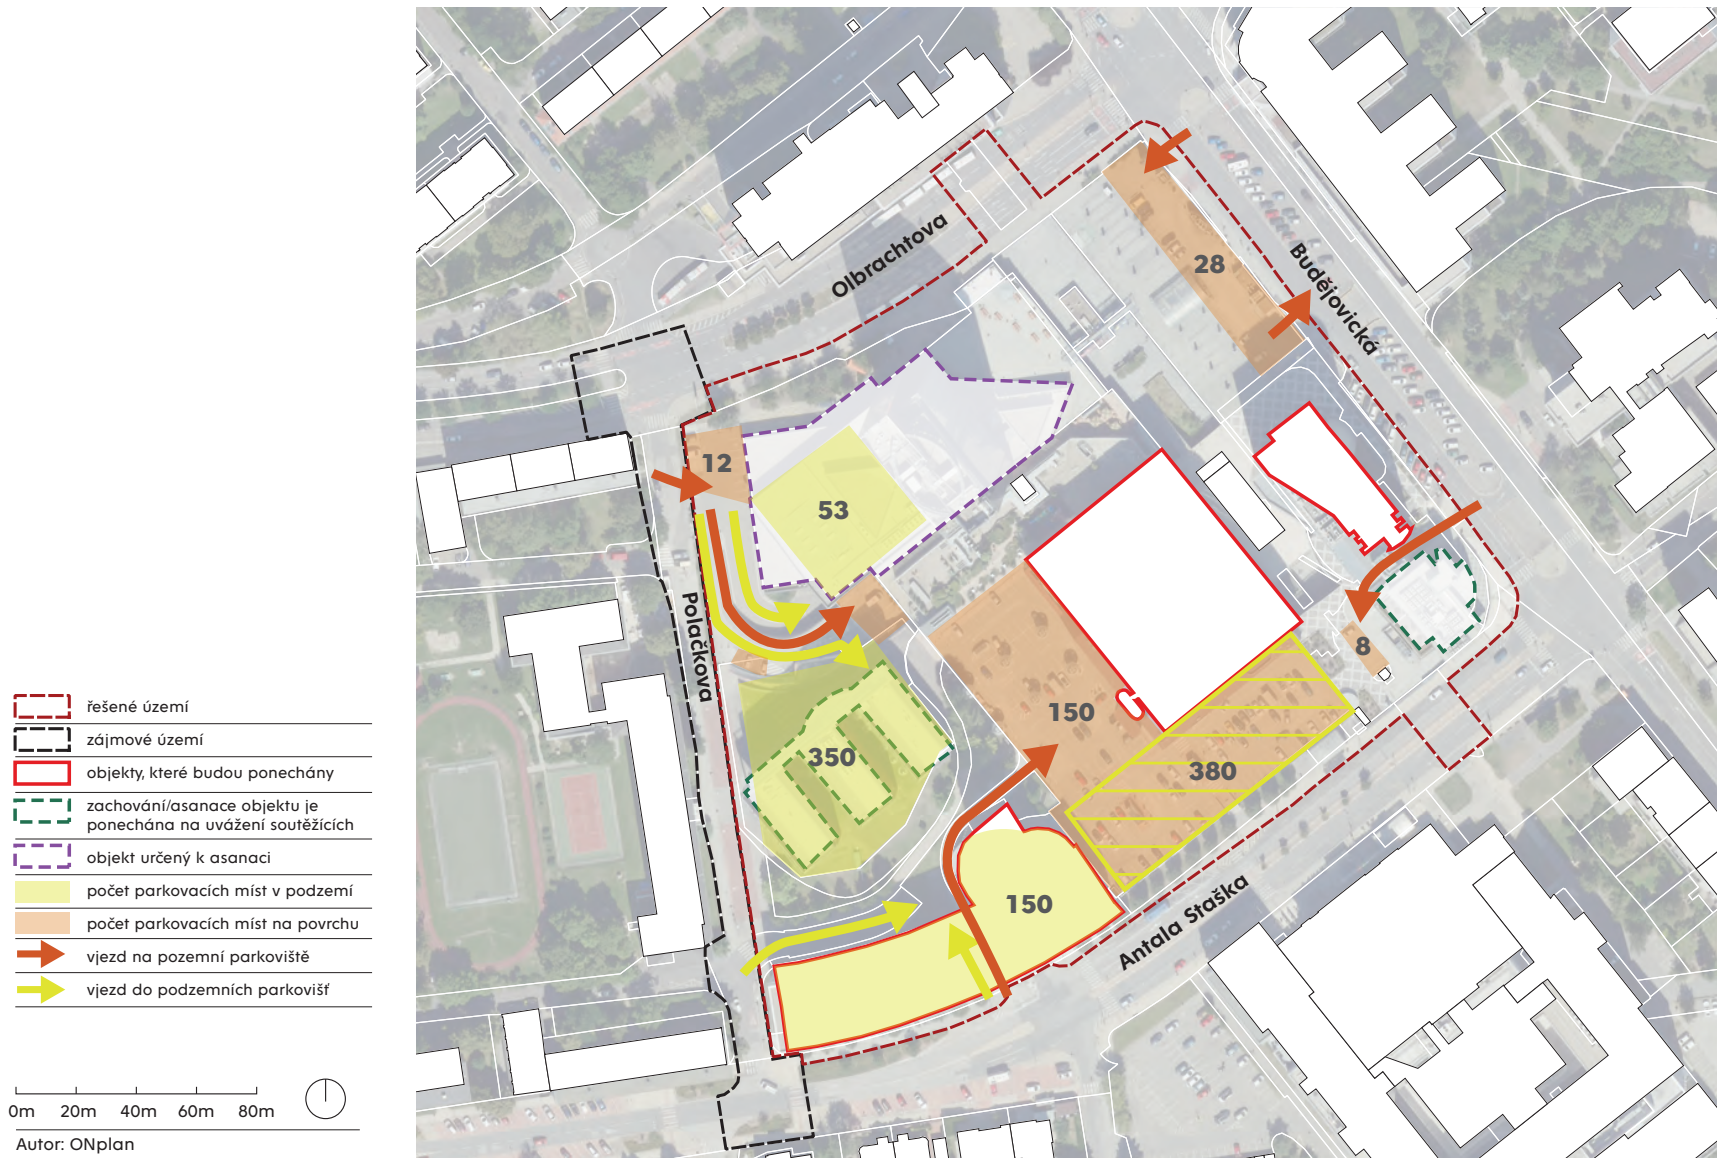 Olbrachtova
Budějovická
28
12
53
Polačkova
8
150
350
380
150
Antala Staška
řešené území
zájmové území
objekty, které budou ponechány
zachování/asanace objektu je
ponechána na uvážení soutěžících
objekt určený k asanaci
počet parkovacích míst v podzemí
počet parkovacích míst na povrchu
vjezd na pozemní parkoviště
vjezd do podzemních parkovišť
0m 20m 40m 60m 80m
Autor: ONplan